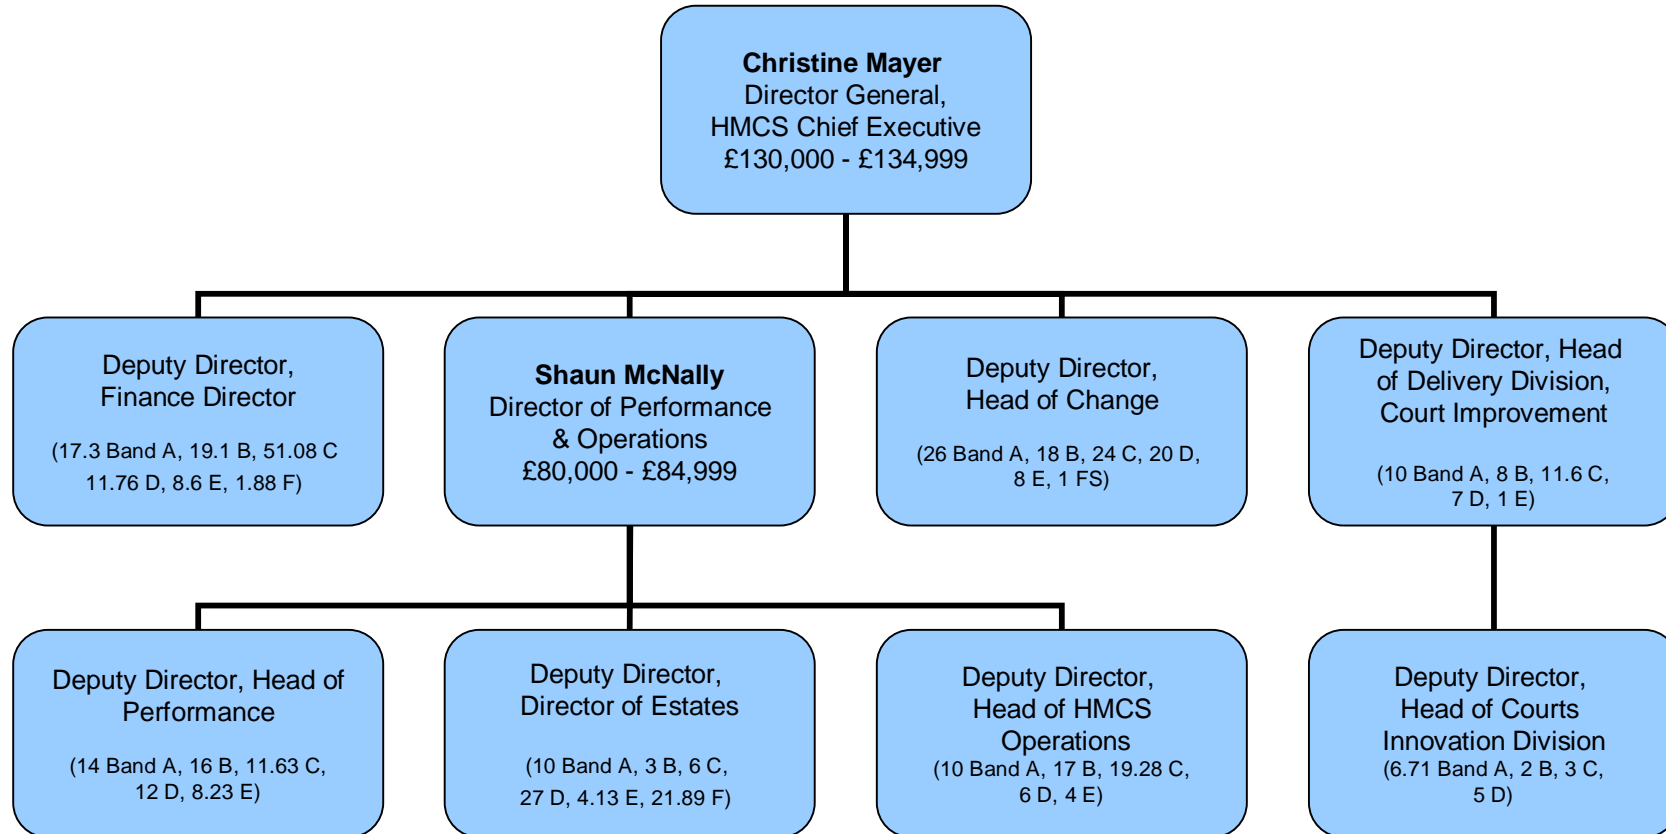 Christine Mayer
Director General,
HMCS Chief Executive
£130,000 - £134,999
Deputy Director,
Finance Director
(17.3 Band A, 19.1 B, 51.08 C
11.76 D, 8.6 E, 1.88 F)
Shaun McNally
Director of Performance
& Operations
£80,000 - £84,999
Deputy Director,
Head of Change
(26 Band A, 18 B, 24 C, 20 D,
8 E, 1 FS)
Deputy Director, Head
of Delivery Division,
Court Improvement
(10 Band A, 8 B, 11.6 C,
7 D, 1 E)
Deputy Director, Head of
Performance
(14 Band A, 16 B, 11.63 C,
12 D, 8.23 E)
Deputy Director,
Director of Estates
(10 Band A, 3 B, 6 C,
27 D, 4.13 E, 21.89 F)
Deputy Director,
Head of HMCS
Operations
(10 Band A, 17 B, 19.28 C,
6 D, 4 E)
Deputy Director,
Head of Courts
Innovation Division
(6.71 Band A, 2 B, 3 C,
5 D)